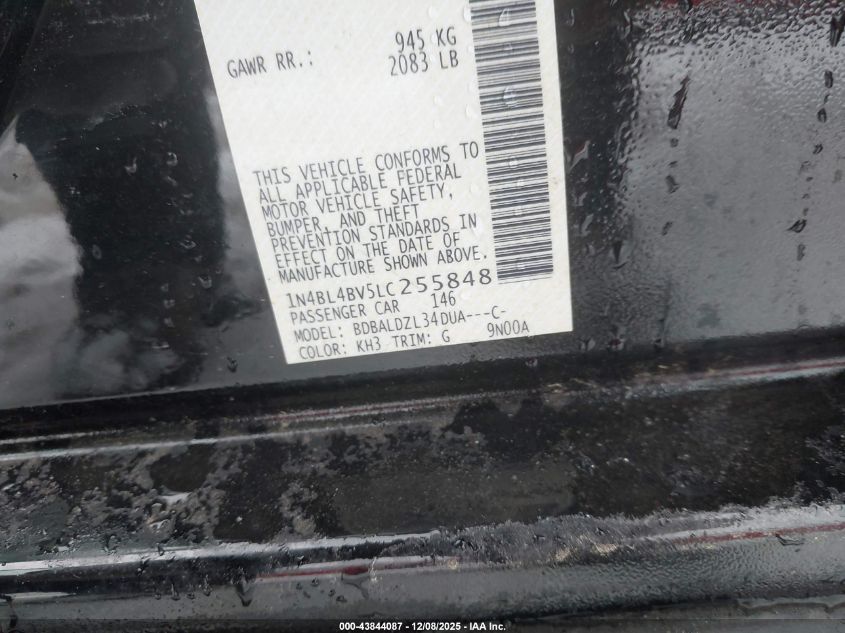 GAWR RR.: 945 KG
2083 LB
THIS VEHICLE CONFORMS TO
ALL APPLICABLE FEDERAL
MOTOR VEHICLE SAFETY,
BUMPER, AND THEFT
PREVENTION STANDARDS IN
EFFECT ON THE DATE OF
MANUFACTURE SHOWN ABOVE.
1N4BL4BV5LC255848
PASSENGER CAR 146
MODEL: BDBALDZL34DUA---C-
COLOR: KH3 TRIM: G 9N00A
000-43844087 - 12/08/2025 - IAA Inc.